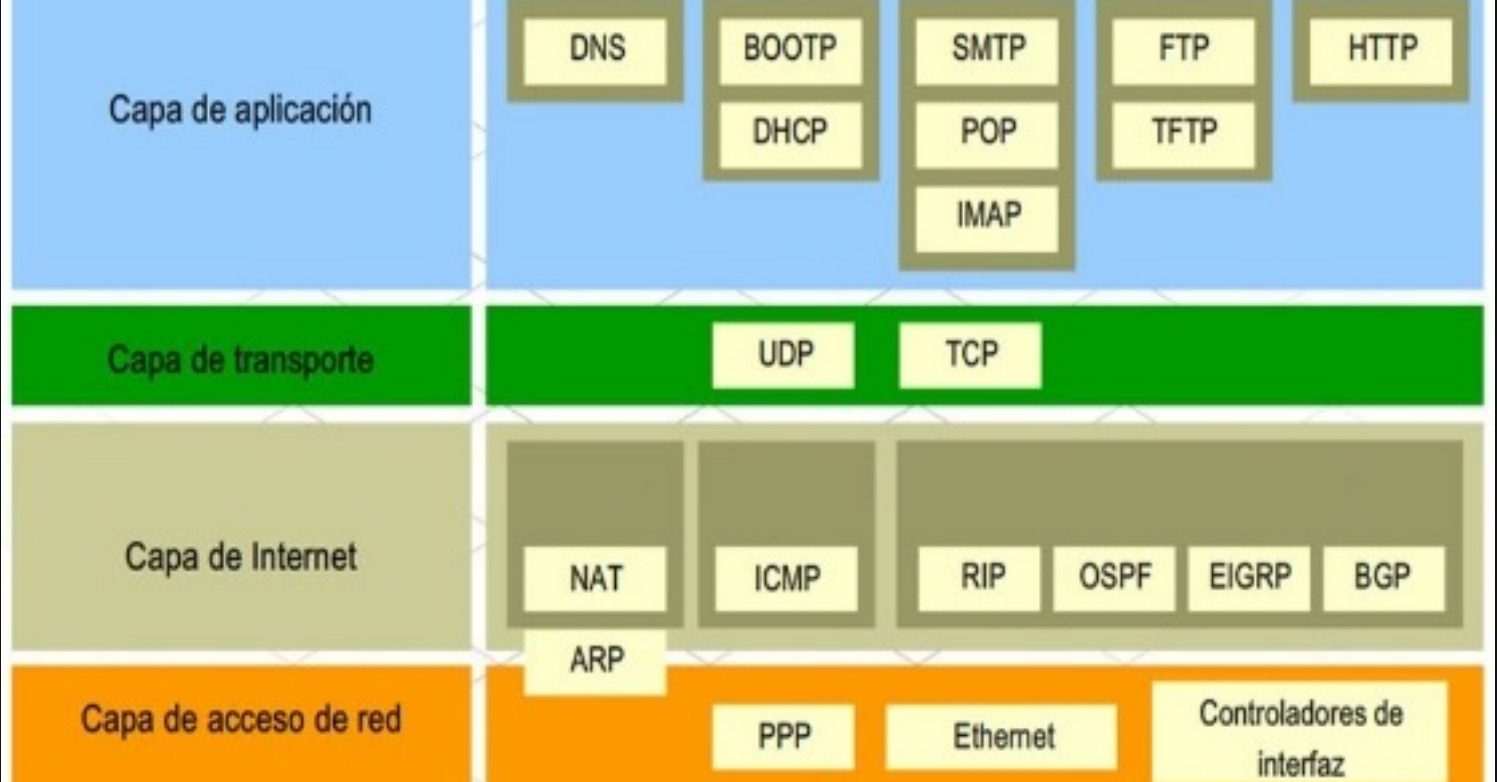 Capa de aplicación
DNS
BOOTP
SMTP
FTP
HTTP
DHCP
POP
TFTP
IMAP
Capa de transporte
UDP
TCP
Capa de Internet
NAT
ICMP
RIP
OSPF
EIGRP
BGP
ARP
Capa de acceso de red
PPP
Ethernet
Controladores de
interfaz